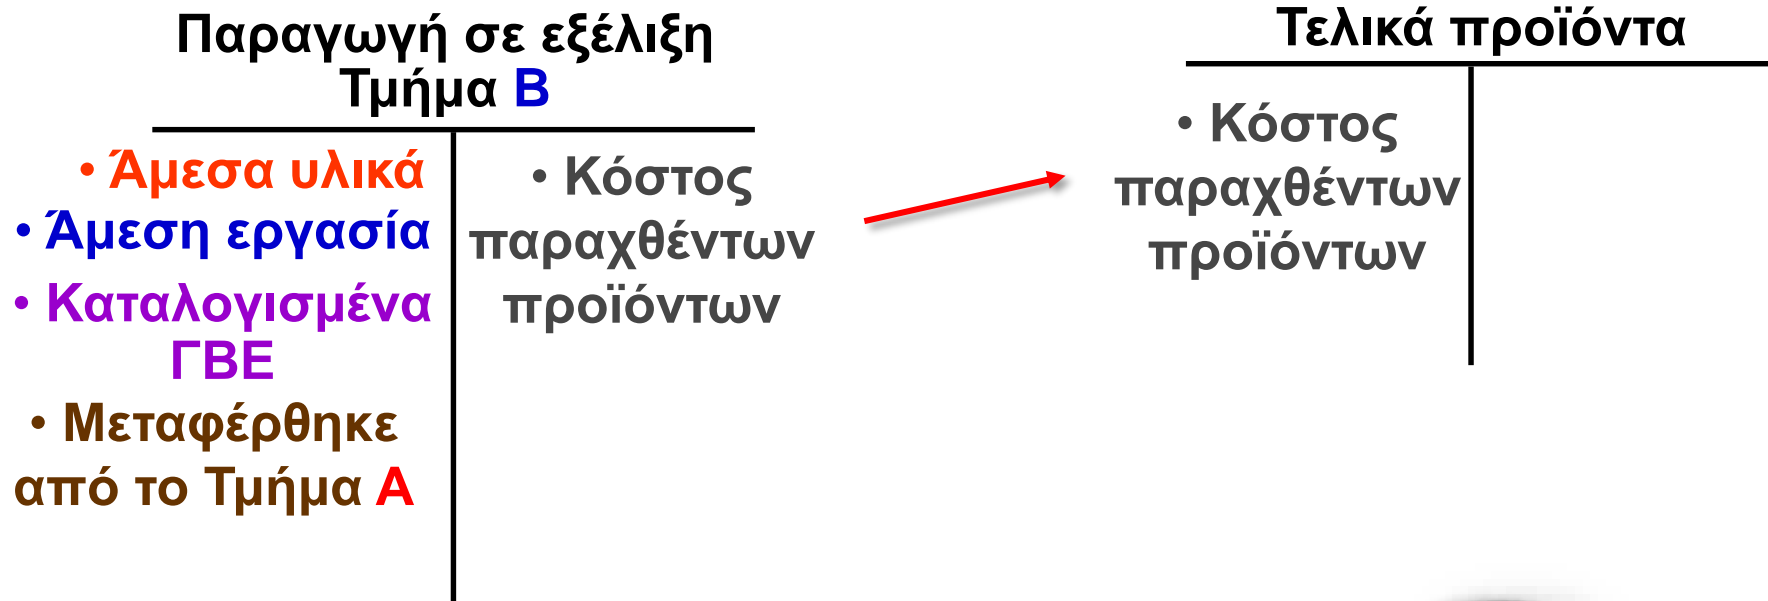 Παραγωγή σε εξέλιξη
Τμήμα Β
• Άμεσα υλικά
• Άμεση εργασία
• Καταλογισμένα
ΓΒΕ
• Μεταφέρθηκε
από το Τμήμα Α
• Κόστος
παραχθέντων
προϊόντων
Τελικά προϊόντα
• Κόστος
παραχθέντων
προϊόντων